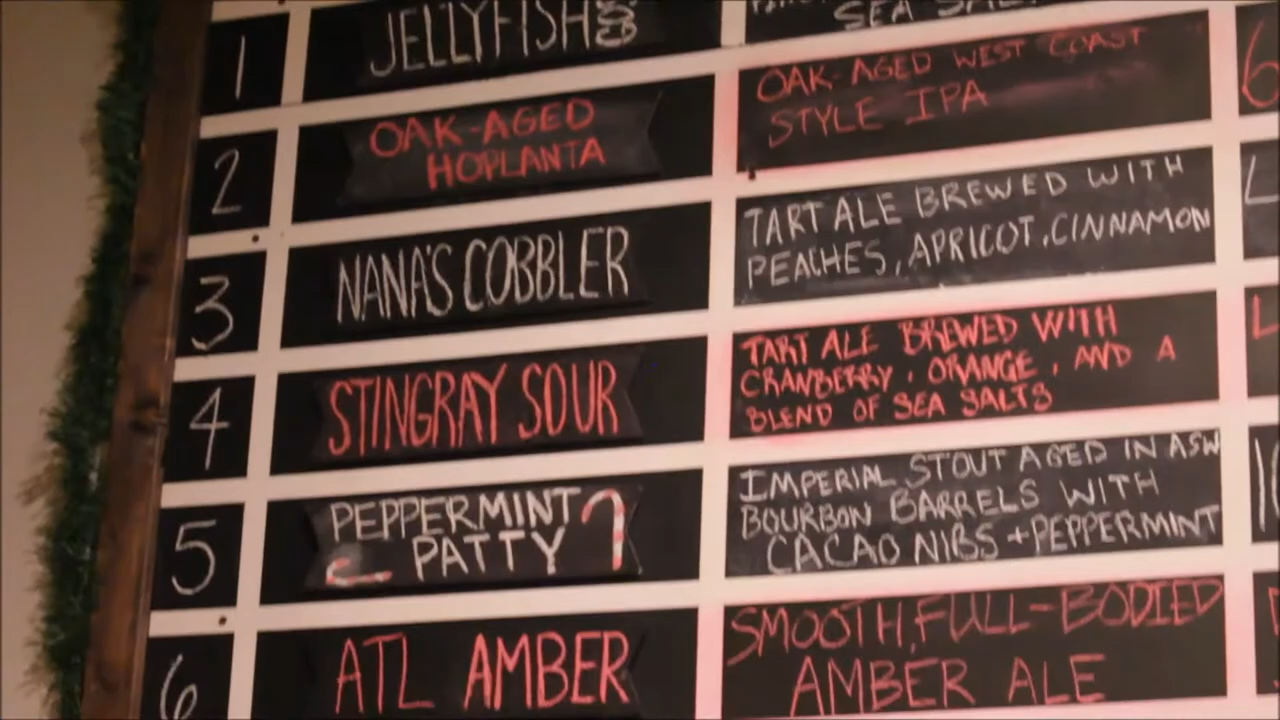 1
JELLYFISH
SEA SALT
2
OAK-AGED
HOPLANTA
OAK-AGED WEST COAST
STYLE IPA
6
3
NANA'S COBBLER
TART ALE BREWED WITH
PEACHES, APRICOT, CINNAMON
4
STINGRAY SOUR
TART ALE BREWED WITH
CRANBERRY, ORANGE, AND A
BLEND OF SEA SALTS
5
PEPPERMINT
PATTY
IMPERIAL STOUT AGED IN ASW
BOURBON BARRELS WITH
CACAO NIBS + PEPPERMINT
6
ATL AMBER
SMOOTH, FULL-BODIED
AMBER ALE